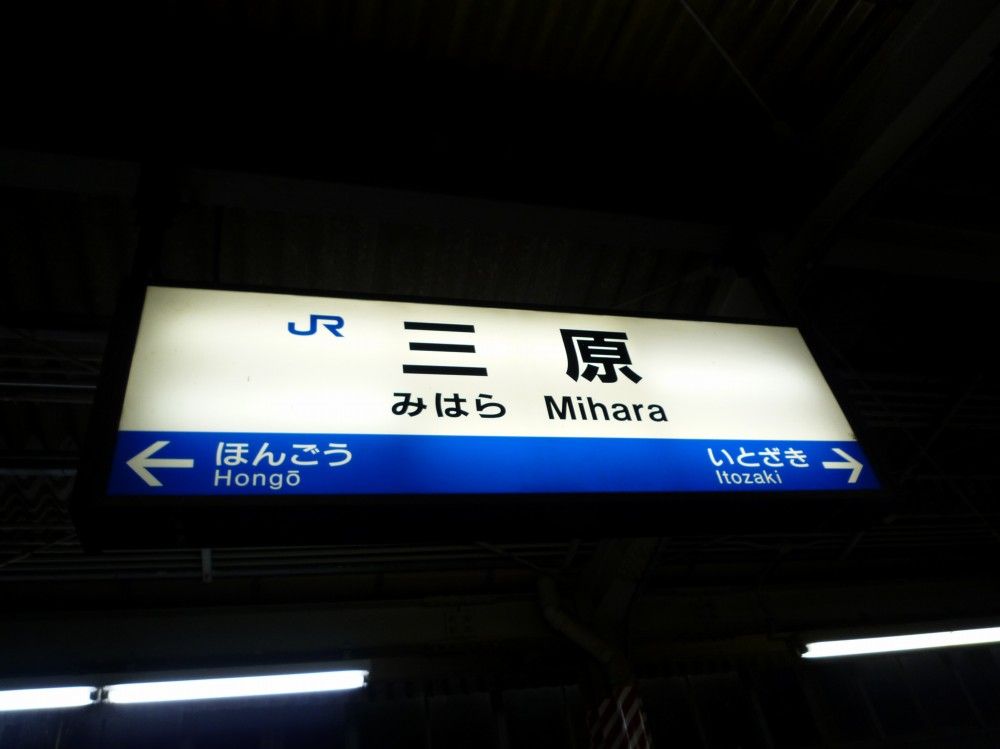 JR 三原
みはら Mihara
← ほんごう いとざき →
Hongō Itozaki